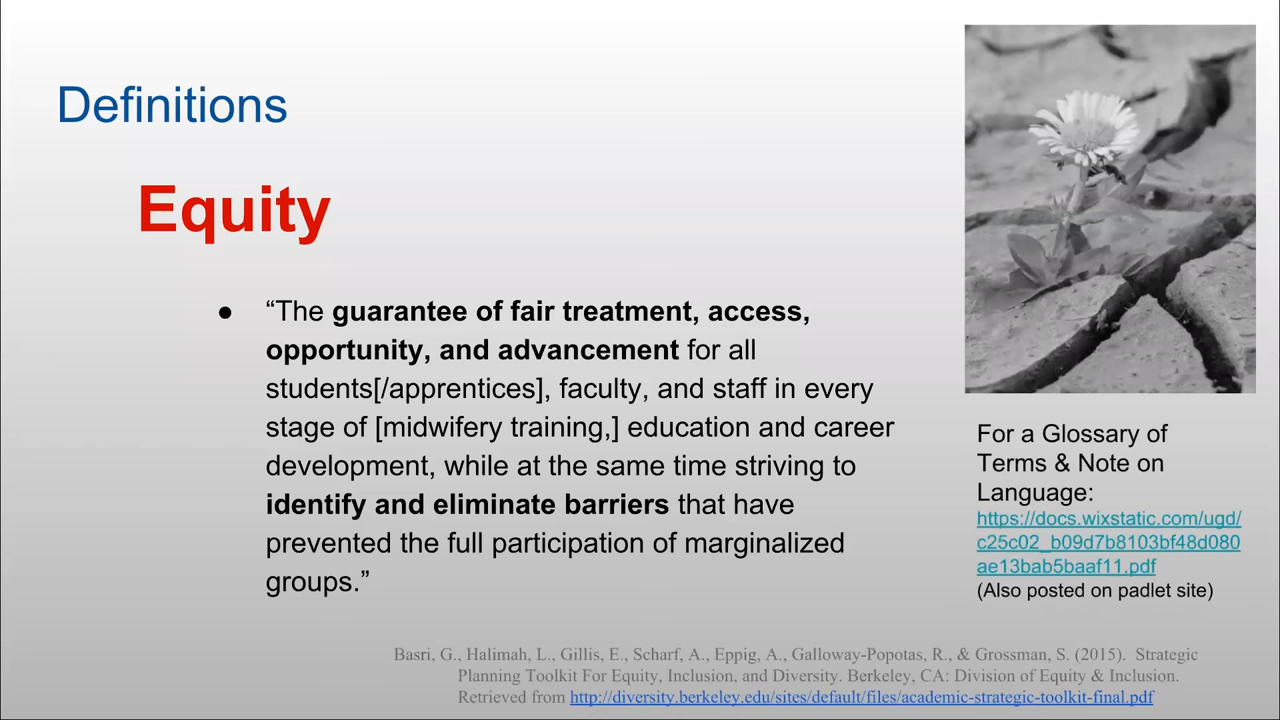 Definitions
Equity
● “The guarantee of fair treatment, access,
opportunity, and advancement for all
students[/apprentices], faculty, and staff in every
stage of [midwifery training,] education and career
development, while at the same time striving to
identify and eliminate barriers that have
prevented the full participation of marginalized
groups.”
For a Glossary of
Terms & Note on
Language:
https://docs.wixstatic.com/ugd/
c25c02_b09d7b8103bf48d080
ae13bab5baaf11.pdf
(Also posted on padlet site)
Basri, G., Halimah, L., Gillis, E., Scharf, A., Eppig, A., Galloway-Popotas, R., & Grossman, S. (2015). Strategic
Planning Toolkit For Equity, Inclusion, and Diversity. Berkeley, CA: Division of Equity & Inclusion.
Retrieved from http://diversity.berkeley.edu/sites/default/files/academic-strategic-toolkit-final.pdf